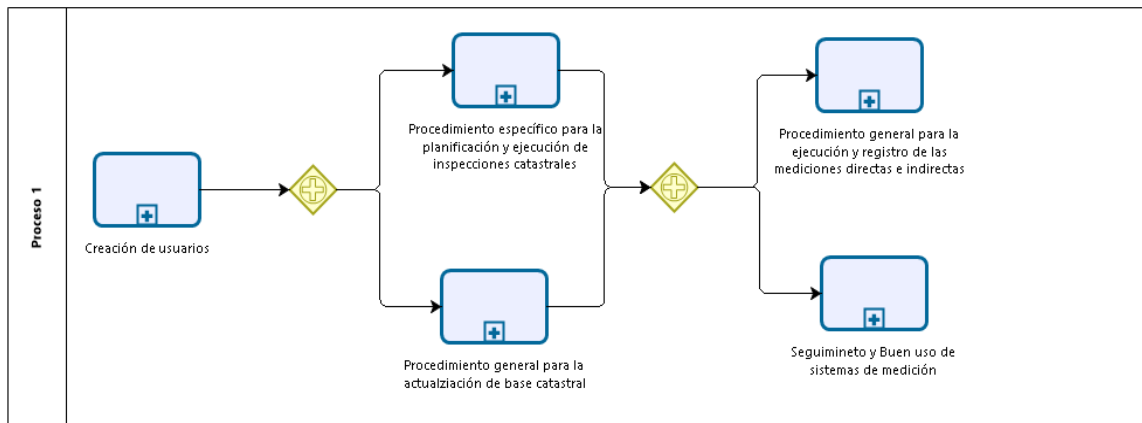 Proceso 1
Creación de usuarios
Procedimiento específico para la
planificación y ejecución de
inspecciones catastrales
Procedimiento general para la
actualziación de base catastral
Procedimiento general para la
ejecución y registro de las
mediciones directas e indirectas
Seguimineto y Buen uso de
sistemas de medición